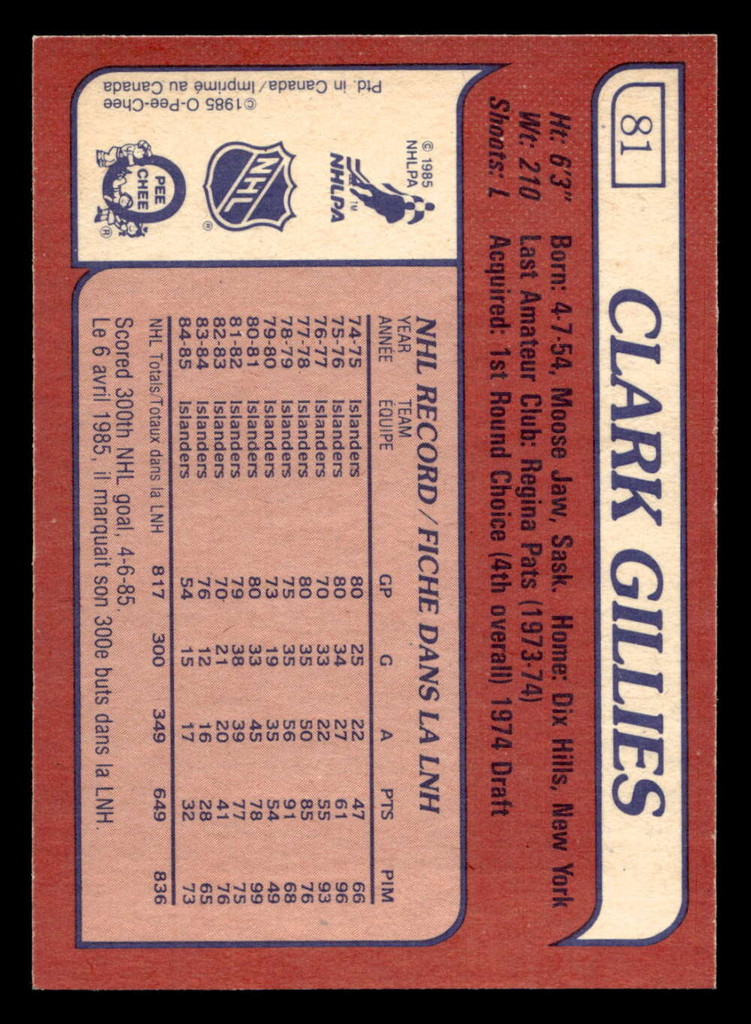 81
CLARK GILLIES
Ht: 6'3" Born: 4-7-54, Moose Jaw, Sask. Home: Dix Hills, New York
Wt: 210 Last Amateur Club: Regina Pats (1973-74)
Shoots: L Acquired: 1st Round Choice (4th overall) 1974 Draft
© 1985
NHLPA
NHLPA™
NHL
®
PEE
CHEE
®
©1985 O-Pee-Chee
Ptd. in Canada/Imprimé au Canada
NHL RECORD/FICHE DANS LA LNH
YEAR TEAM GP G A PTS PIM
ANNÉE ÉQUIPE
74-75 Islanders 80 25 22 47 66
75-76 Islanders 80 34 27 61 96
76-77 Islanders 70 33 22 55 93
77-78 Islanders 80 35 50 85 76
78-79 Islanders 75 35 56 91 68
79-80 Islanders 73 19 35 54 49
80-81 Islanders 80 33 45 78 99
81-82 Islanders 79 38 39 77 75
82-83 Islanders 70 21 20 41 76
83-84 Islanders 76 12 16 28 65
84-85 Islanders 54 15 17 32 73
NHL Totals/Totaux dans la LNH 817 300 349 649 836
Scored 300th NHL goal, 4-6-85.
Le 6 avril 1985, il marquait son 300e buts dans la LNH.